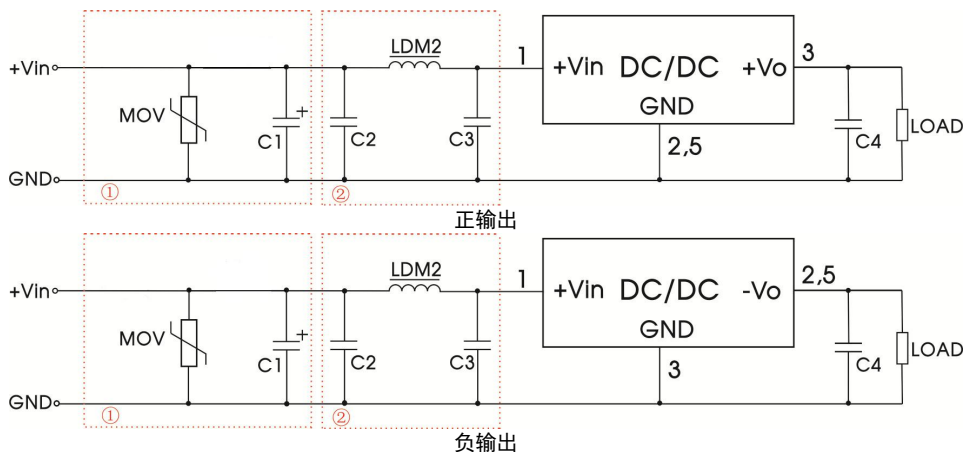 LDM2
1
3
+Vin
+Vin DC/DC +Vo
GND
MOV
+
C1
C2
C3
2,5
C4
LOAD
GND
①
②
正输出
LDM2
1
2,5
+Vin
+Vin DC/DC -Vo
GND
MOV
+
C1
C2
C3
3
C4
LOAD
GND
①
②
负输出